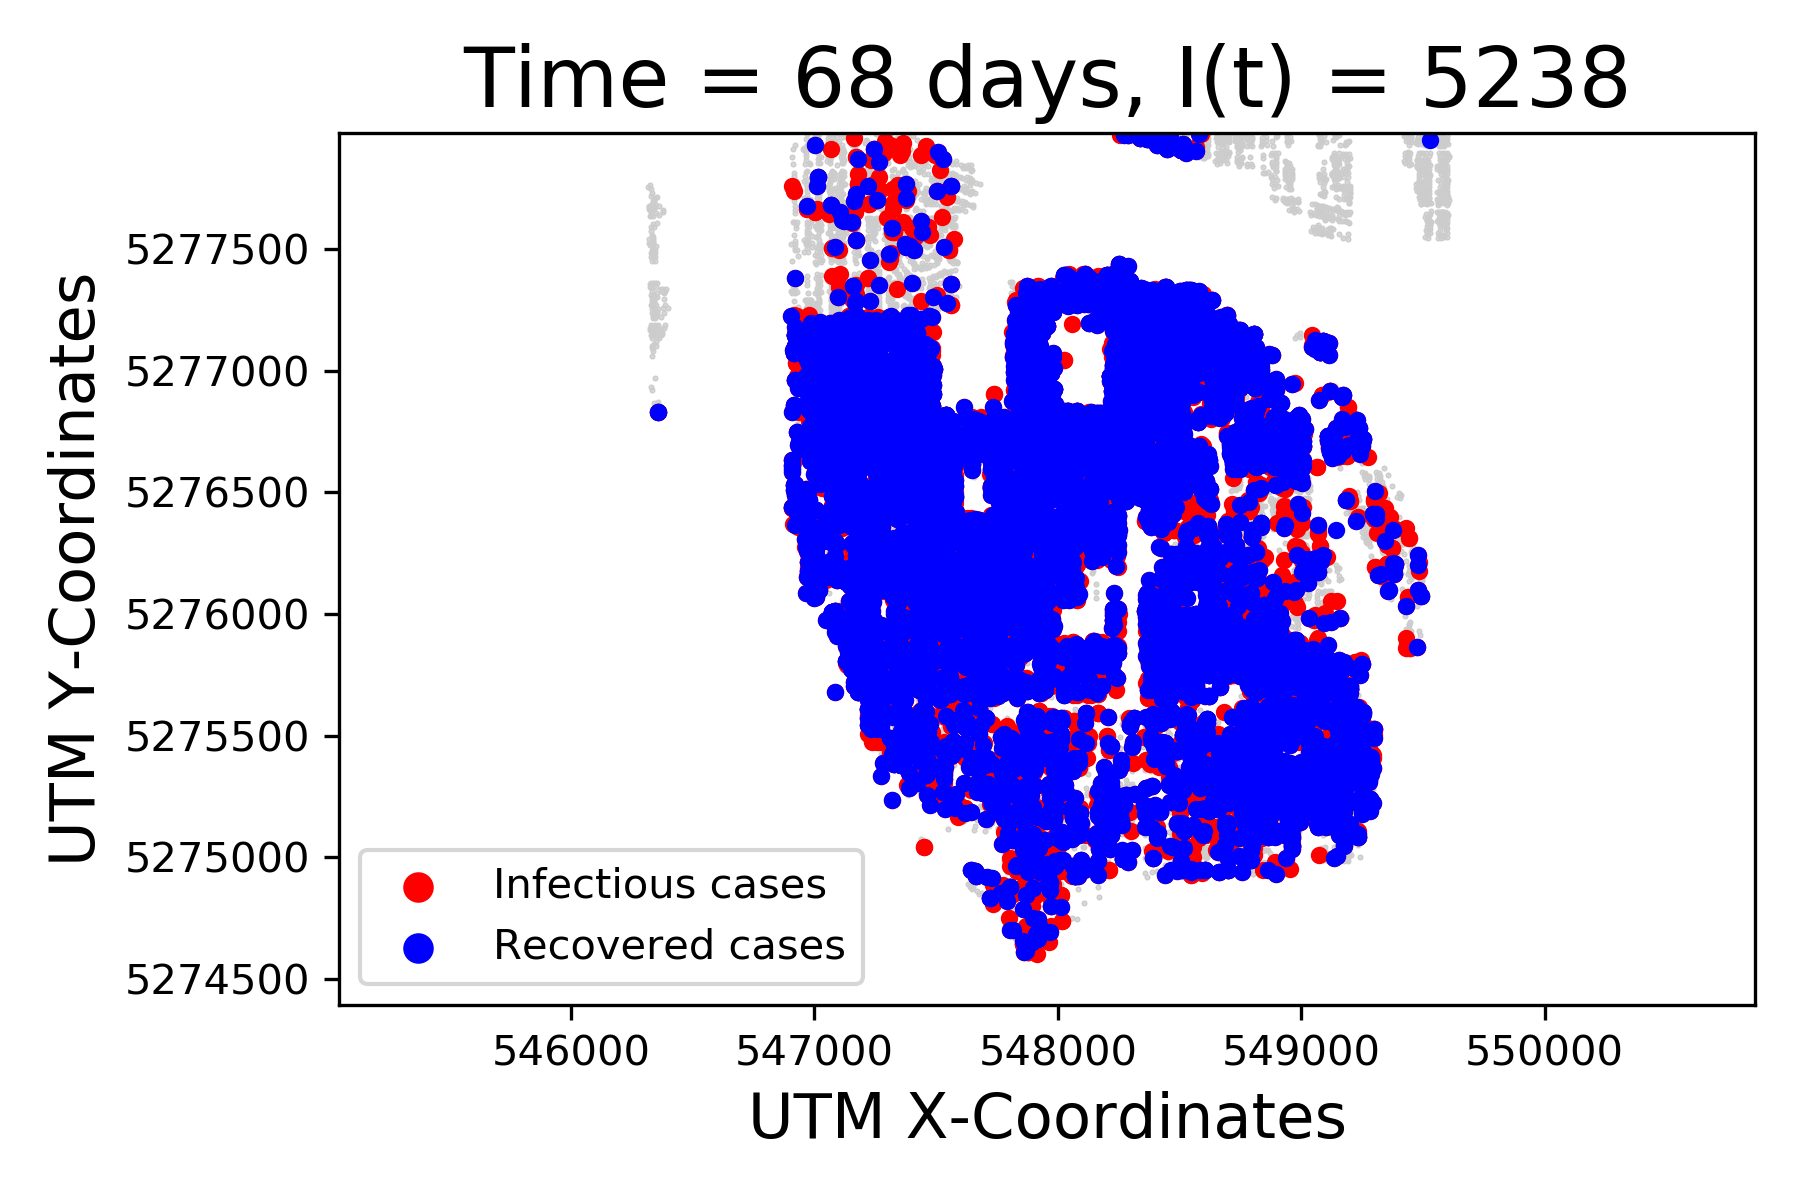 Time = 68 days, I(t) = 5238
UTM Y-Coordinates
5277500
5277000
5276500
5276000
5275500
5275000
5274500
Infectious cases
Recovered cases
546000 547000 548000 549000 550000
UTM X-Coordinates